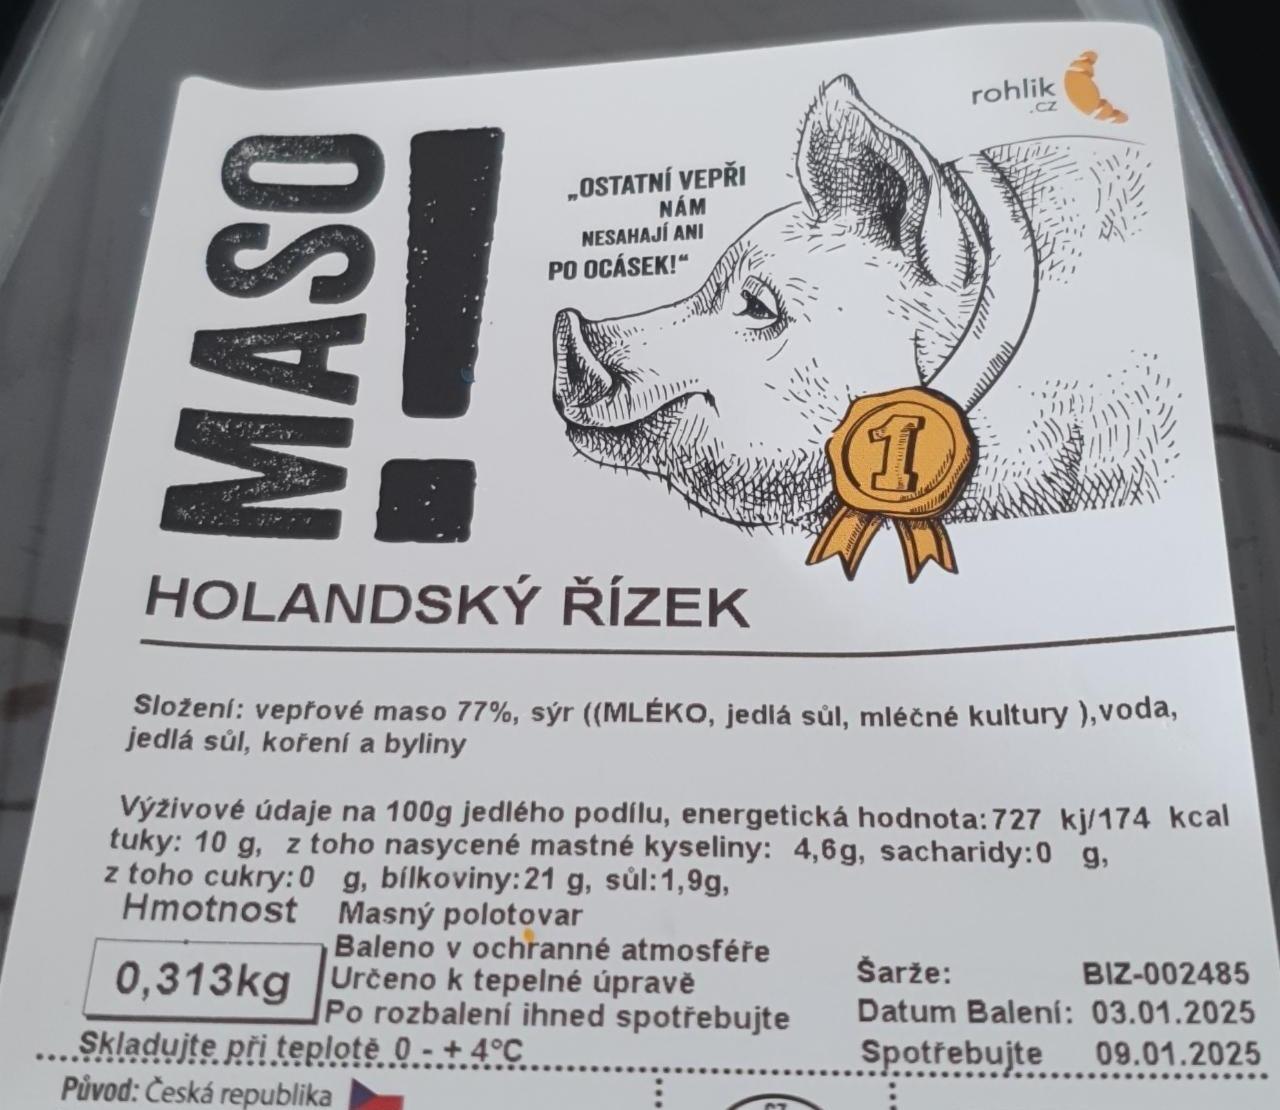 rohlik
.cz
MASO!
„OSTATNÍ VEPŘI
NÁM
NESAHAJÍ ANI
PO OCÁSEK!“
1
HOLANDSKÝ ŘÍZEK
Složení: vepřové maso 77%, sýr ((MLÉKO, jedlá sůl, mléčné kultury ),voda,
jedlá sůl, koření a byliny
Výživové údaje na 100g jedlého podílu, energetická hodnota:727 kj/174 kcal
tuky: 10 g, z toho nasycené mastné kyseliny: 4,6g, sacharidy:0 g,
z toho cukry:0 g, bílkoviny:21 g, sůl:1,9g,
Hmotnost
0,313kg
Masný polotovar
Baleno v ochranné atmosféře
Určeno k tepelné úpravě
Po rozbalení ihned spotřebujte
Šarže: BIZ-002485
Datum Balení: 03.01.2025
Spotřebujte 09.01.2025
Skladujte při teplotě 0 - + 4°C
Původ: Česká republika